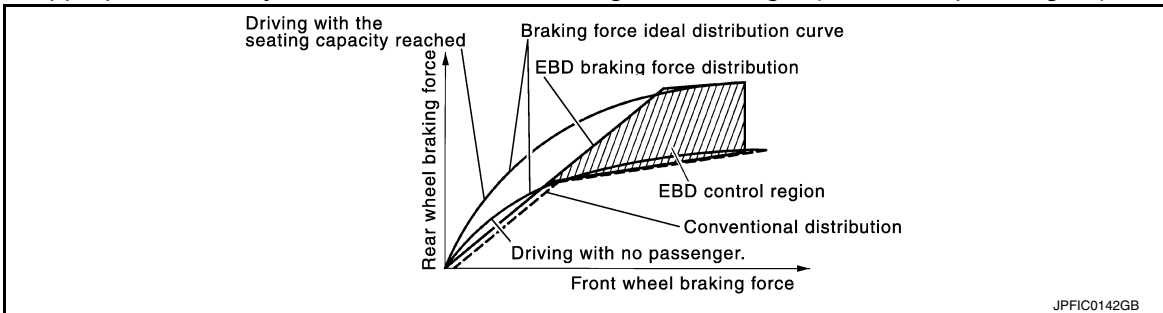 Driving with the
seating capacity reached
Braking force ideal distribution curve
EBD braking force distribution
Rear wheel braking force
EBD control region
Conventional distribution
Driving with no passenger.
Front wheel braking force
JPFIC0142GB